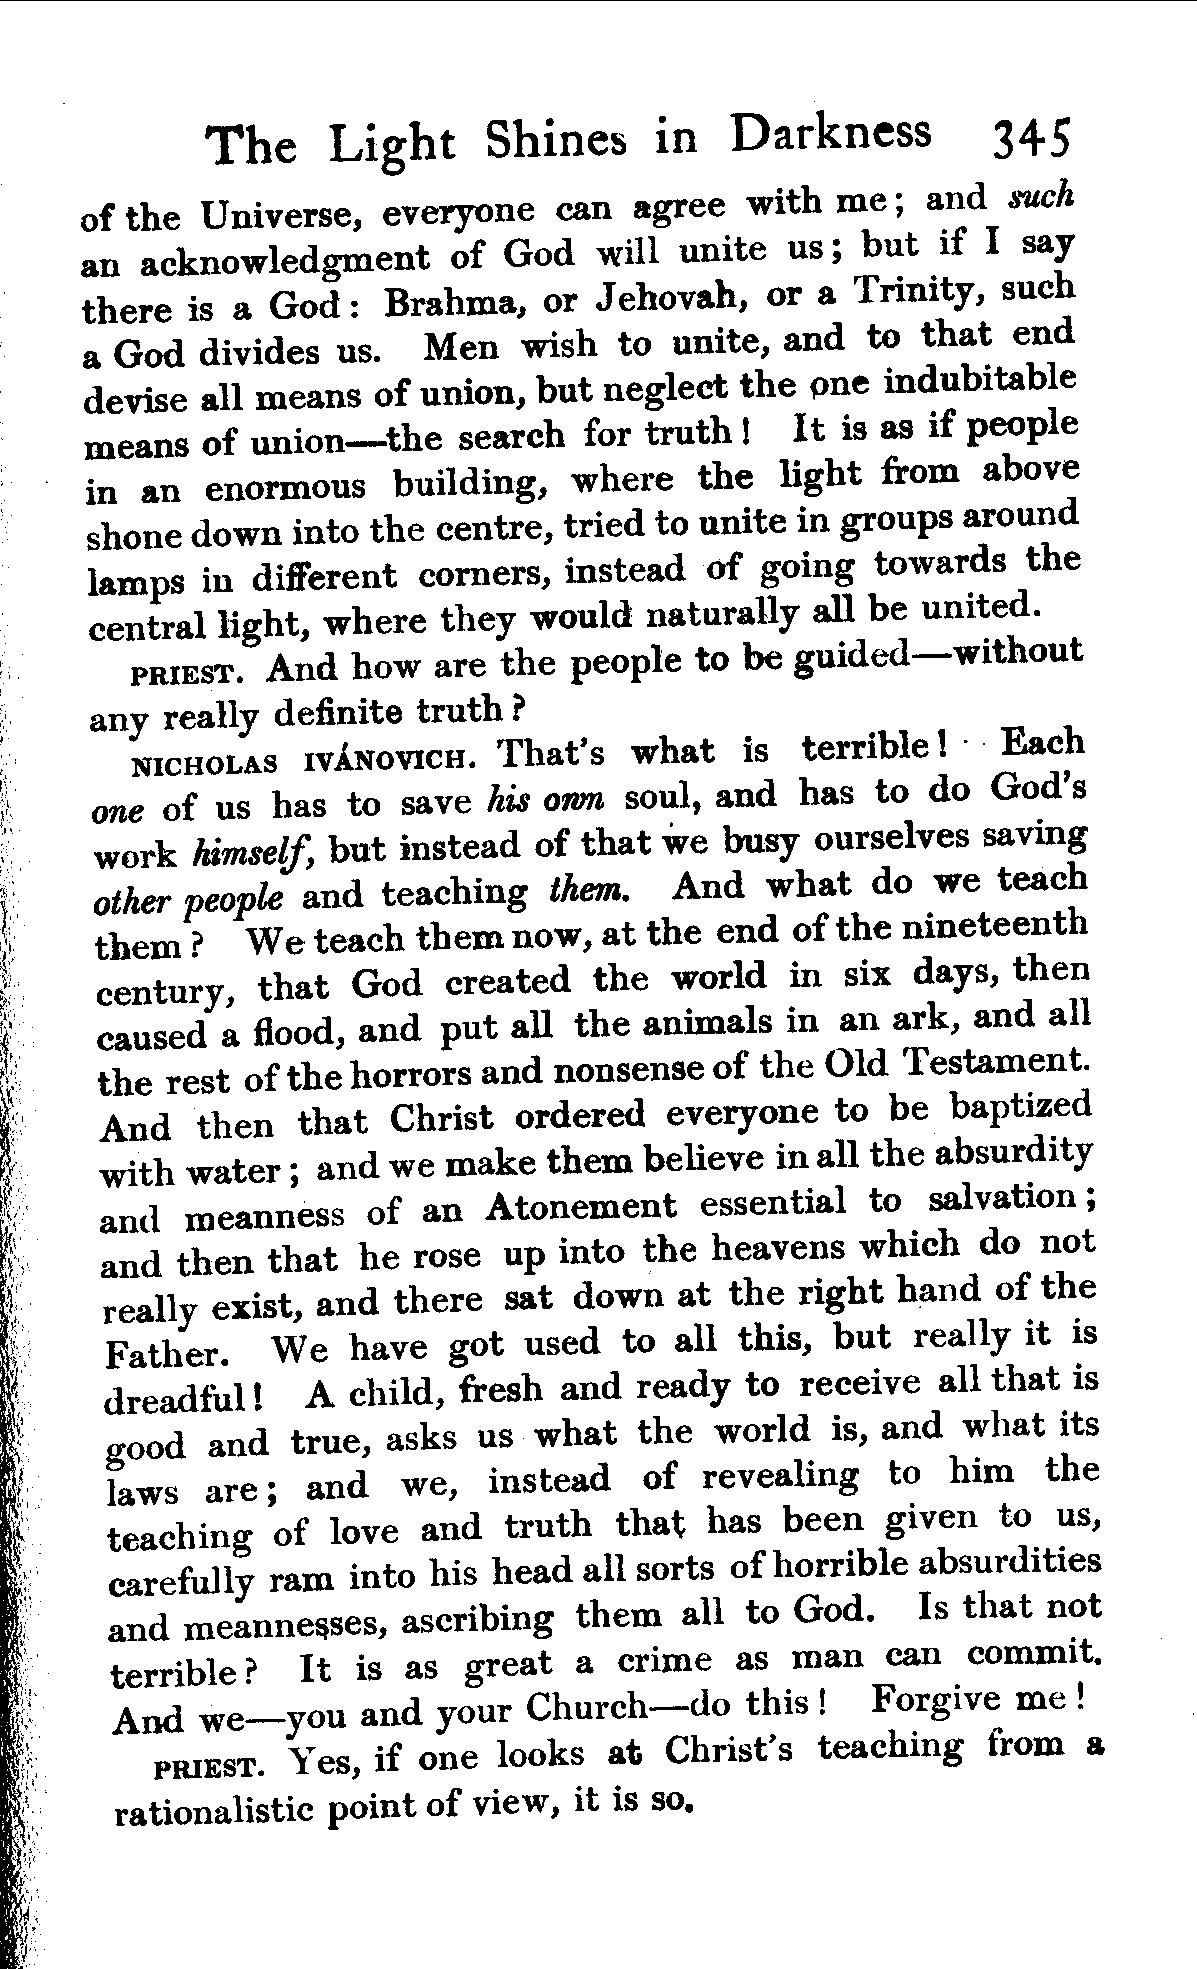 The Light Shines in Darkness 345
of the Universe, everyone can agree with me; and such
an acknowledgment of God will unite us; but if I say
there is a God: Brahma, or Jehovah, or a Trinity, such
a God divides us. Men wish to unite, and to that end
devise all means of union, but neglect the one indubitable
means of union—the search for truth! It is as if people
in an enormous building, where the light from above
shone down into the centre, tried to unite in groups around
lamps in different corners, instead of going towards the
central light, where they would naturally all be united.
PRIEST. And how are the people to be guided—without
any really definite truth?
NICHOLAS IVÁNOVICH. That's what is terrible! Each
one of us has to save his own soul, and has to do God's
work himself, but instead of that we busy ourselves saving
other people and teaching them. And what do we teach
them? We teach them now, at the end of the nineteenth
century, that God created the world in six days, then
caused a flood, and put all the animals in an ark, and all
the rest of the horrors and nonsense of the Old Testament.
And then that Christ ordered everyone to be baptized
with water; and we make them believe in all the absurdity
and meanness of an Atonement essential to salvation;
and then that he rose up into the heavens which do not
really exist, and there sat down at the right hand of the
Father. We have got used to all this, but really it is
dreadful! A child, fresh and ready to receive all that is
good and true, asks us what the world is, and what its
laws are; and we, instead of revealing to him the
teaching of love and truth that has been given to us,
carefully ram into his head all sorts of horrible absurdities
and meannesses, ascribing them all to God. Is that not
terrible? It is as great a crime as man can commit.
And we—you and your Church—do this! Forgive me!
PRIEST. Yes, if one looks at Christ's teaching from a
rationalistic point of view, it is so.